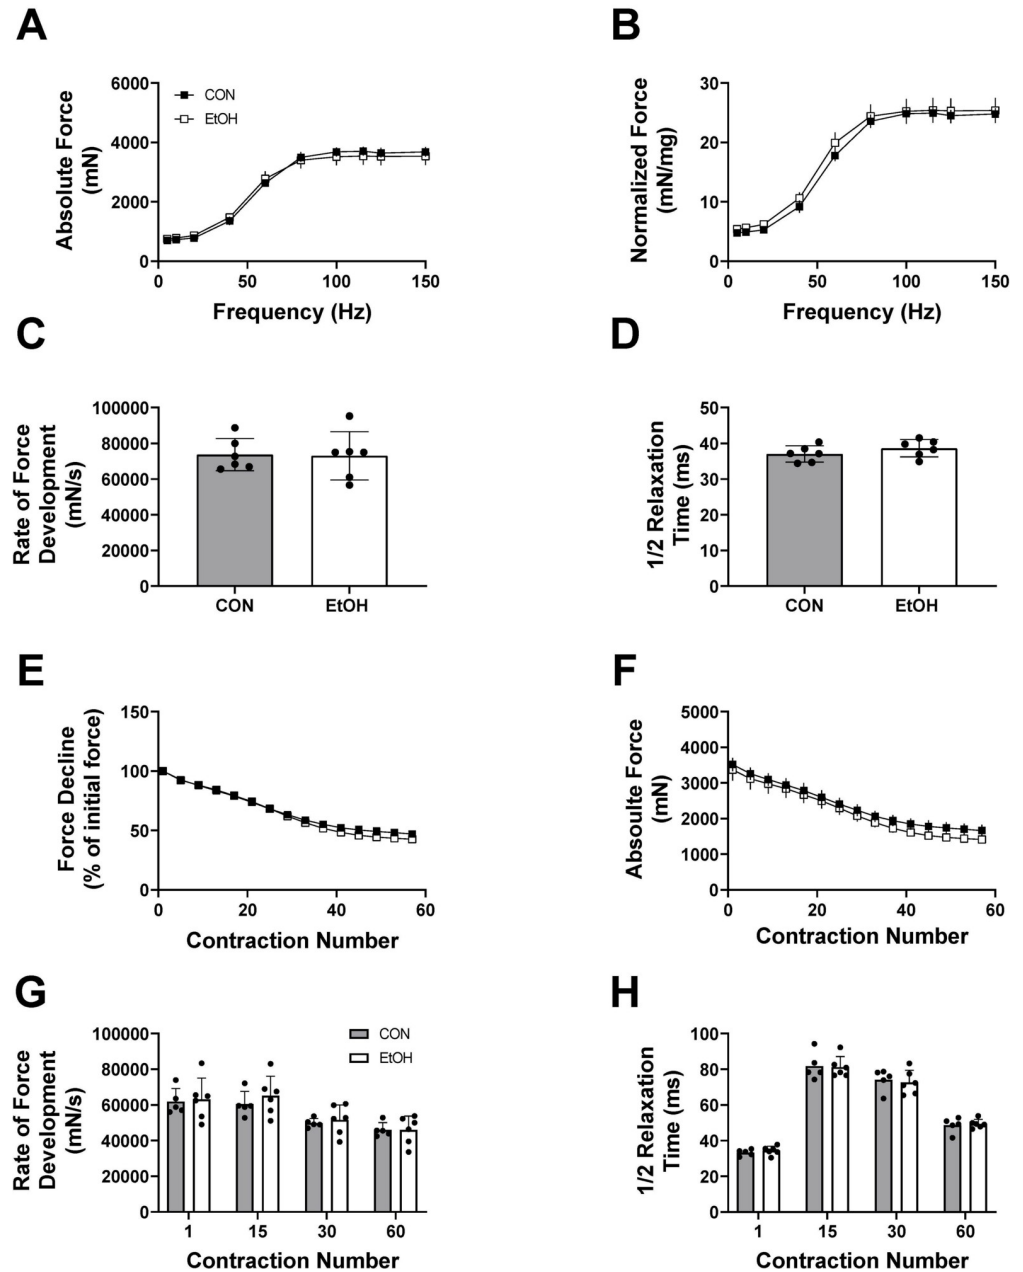 A
Absolute Force
(mN)
6000
4000
2000
0
CON
EtOH
0 50 100 150
Frequency (Hz)
B
Normalized Force
(mN/mg)
30
20
10
0
0 50 100 150
Frequency (Hz)
C
Rate of Force
Development
(mN/s)
100000
80000
60000
40000
20000
0
CON EtOH
D
1/2 Relaxation
Time (ms)
50
40
30
20
10
0
CON EtOH
E
Force Decline
(% of initial force)
150
100
50
0
0 20 40 60
Contraction Number
F
Absoulte Force
(mN)
5000
4000
3000
2000
1000
0
0 20 40 60
Contraction Number
G
Rate of Force
Development
(mN/s)
100000
80000
60000
40000
20000
0
CON
EtOH
1 15 30 60
Contraction Number
H
1/2 Relaxation
Time (ms)
100
80
60
40
20
0
1 15 30 60
Contraction Number